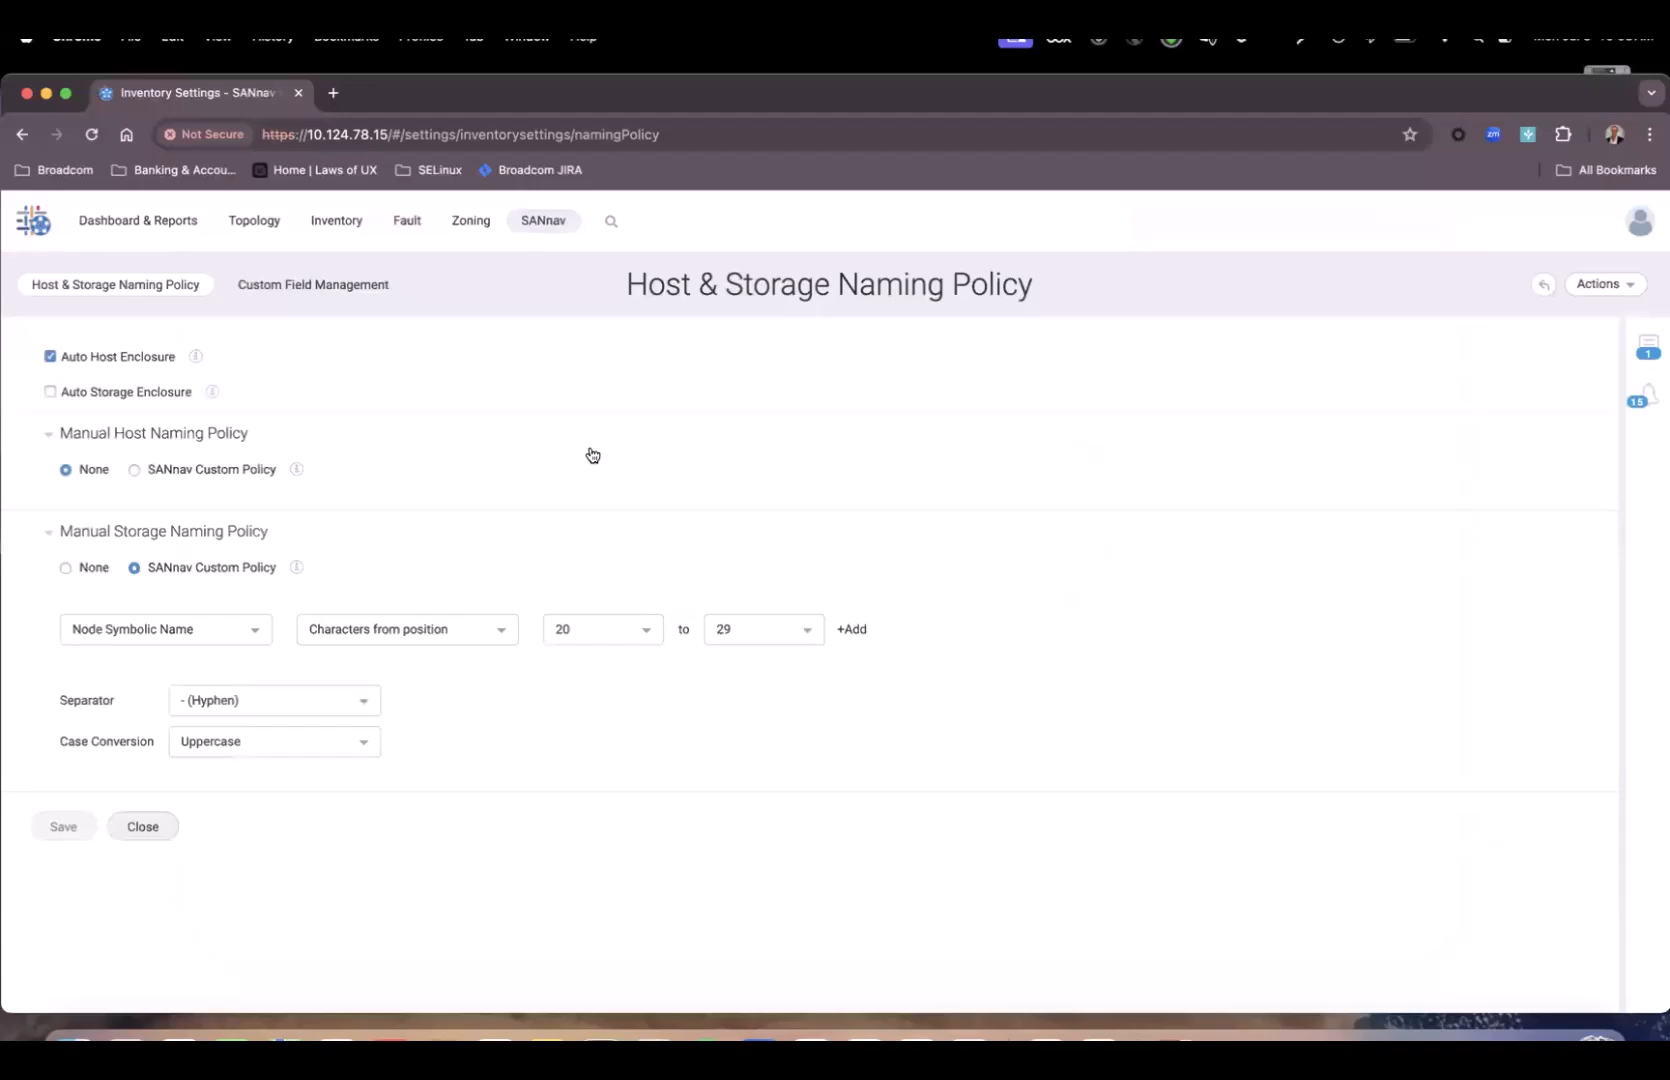 Inventory Settings - SANnav
Not Secure https://10.124.78.15/#/settings/inventorysettings/namingPolicy
Broadcom Banking & Accou... Home | Laws of UX SELinux Broadcom JIRA All Bookmarks
Dashboard & Reports Topology Inventory Fault Zoning SANnav
Host & Storage Naming Policy Custom Field Management Host & Storage Naming Policy Actions
Auto Host Enclosure
1
Auto Storage Enclosure
15
Manual Host Naming Policy
None SANnav Custom Policy
Manual Storage Naming Policy
None SANnav Custom Policy
Node Symbolic Name Characters from position 20 to 29 +Add
Separator - (Hyphen)
Case Conversion Uppercase
Save Close